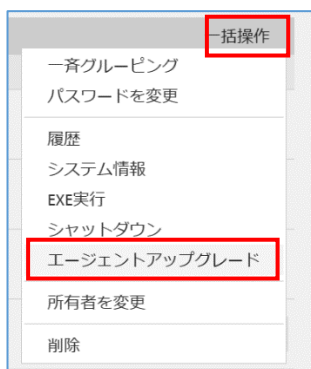 一括操作
一斉グルーピング
パスワードを変更
履歴
システム情報
EXE実行
シャットダウン
エージェントアップグレード
所有者を変更
削除